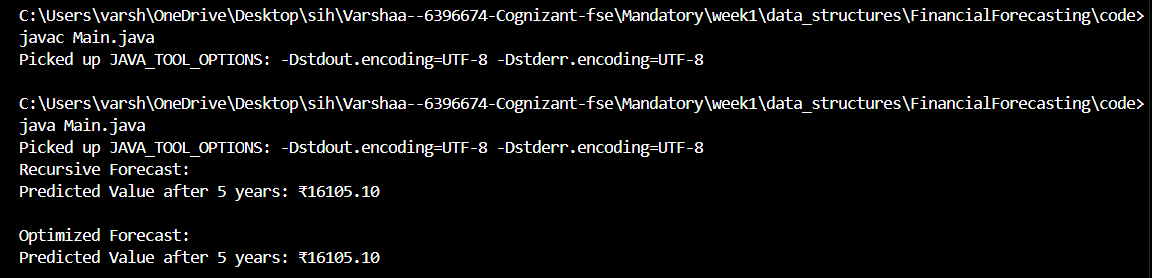 C:\Users\varsh\OneDrive\Desktop\sih\Varshaa--6396674-Cognizant-fse\Mandatory\week1\data_structures\FinancialForecasting\code>
javac Main.java
Picked up JAVA_TOOL_OPTIONS: -Dstdout.encoding=UTF-8 -Dstderr.encoding=UTF-8
C:\Users\varsh\OneDrive\Desktop\sih\Varshaa--6396674-Cognizant-fse\Mandatory\week1\data_structures\FinancialForecasting\code>
java Main.java
Picked up JAVA_TOOL_OPTIONS: -Dstdout.encoding=UTF-8 -Dstderr.encoding=UTF-8
Recursive Forecast:
Predicted Value after 5 years: ₹16105.10
Optimized Forecast:
Predicted Value after 5 years: ₹16105.10